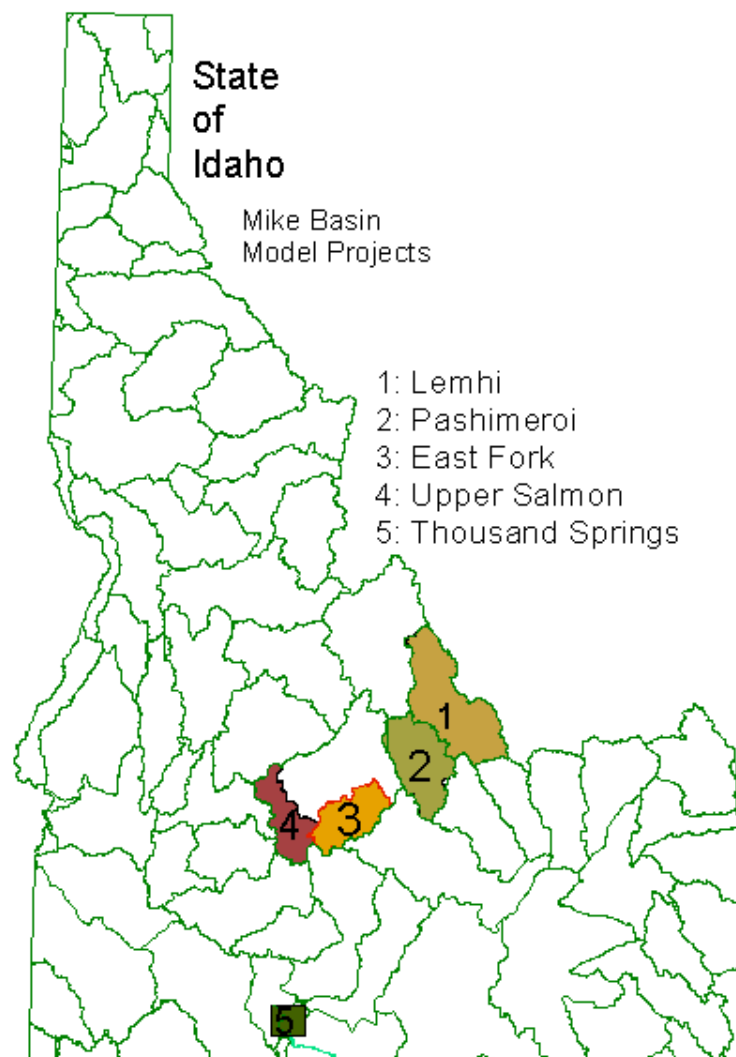 State
of
Idaho
Mike Basin
Model Projects
1: Lemhi
2: Pashimeroi
3: East Fork
4: Upper Salmon
5: Thousand Springs
1
2
3
4
5